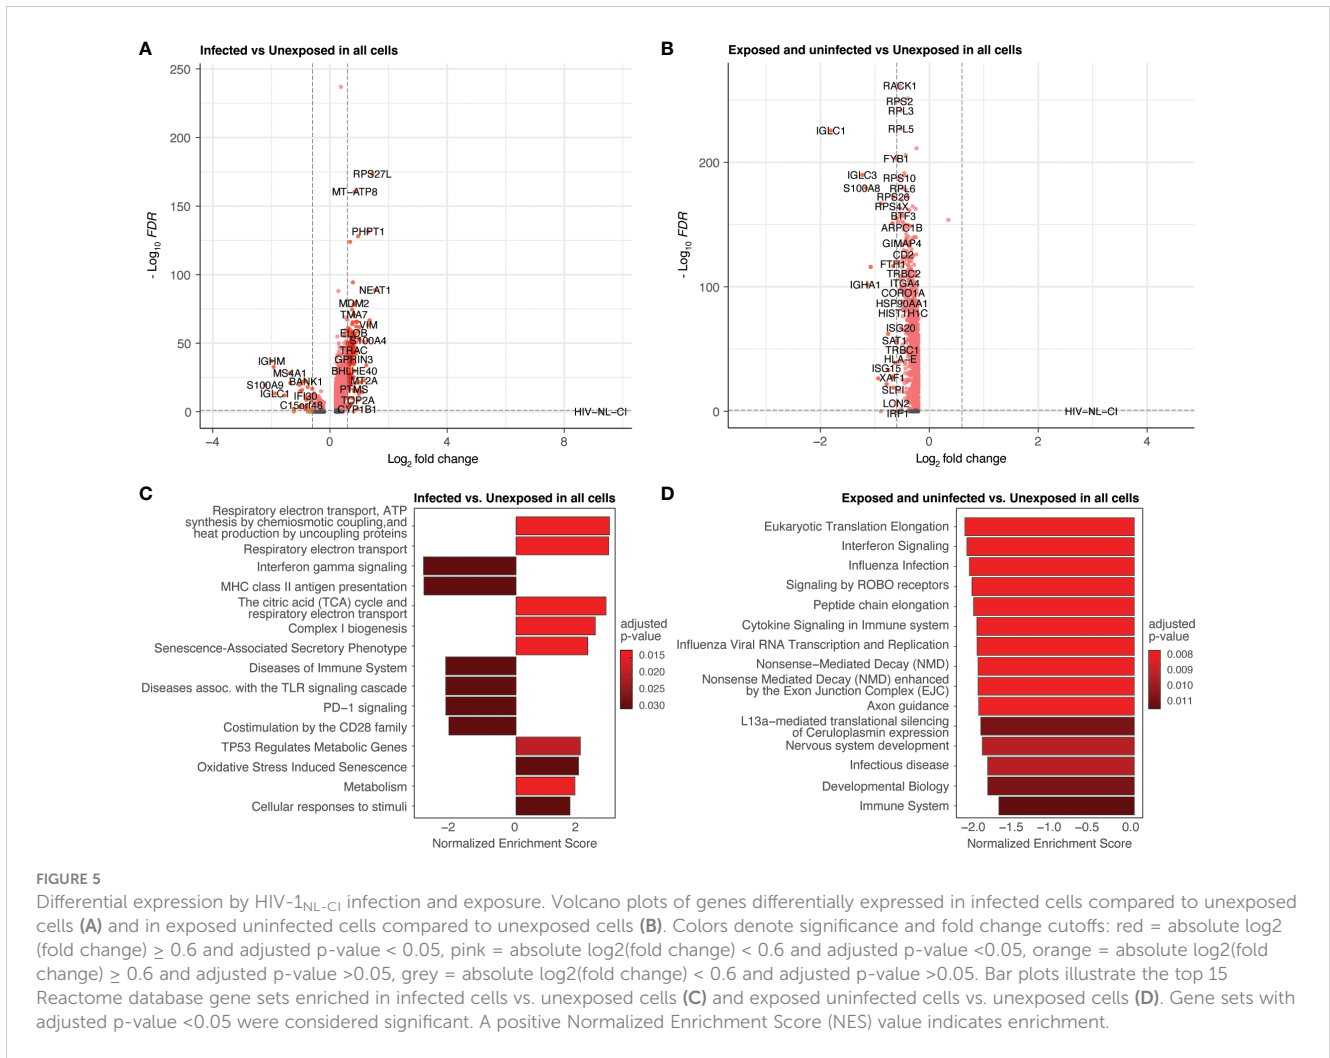 A
Infected vs Unexposed in all cells
250
200
150
100
50
0
- Log10 FDR
RPS27L
MT-ATP8
PHPT1
NEAT1
MDM2
TMA7
VIM
ELOB
S100A4
TRAC
GPRIN3
BHLHE40
MT2A
PTMS
TOP2A
CYP1B1
IGHM
MS4A1
BANK1
S100A9
IGLC1
IFI30
C15orf48
HIV-NL-CI
-4
0
4
8
Log2 fold change
B
Exposed and uninfected vs Unexposed in all cells
200
100
0
- Log10 FDR
RACK1
RPS2
RPL3
RPL5
IGLC1
FYB1
IGLC3
RPS10
S100A8
RPL6
RPS26
RPS4X
BTF3
ARPC1B
GIMAP4
CD2
FTH1
TRBC2
ITGA4
IGHA1
CORO1A
HSP90AA1
HIST1H1C
ISG20
SAT1
TRBC1
HLA-E
ISG15
XAF1
SLPI
LON2
IRF1
HIV-NL-CI
-2
0
2
4
Log2 fold change
C
Infected vs. Unexposed in all cells
Respiratory electron transport, ATP
synthesis by chemiosmotic coupling,and
heat production by uncoupling proteins
Respiratory electron transport
Interferon gamma signaling
MHC class II antigen presentation
The citric acid (TCA) cycle and
respiratory electron transport
Complex I biogenesis
Senescence-Associated Secretory Phenotype
Diseases of Immune System
Diseases assoc. with the TLR signaling cascade
PD-1 signaling
Costimulation by the CD28 family
TP53 Regulates Metabolic Genes
Oxidative Stress Induced Senescence
Metabolism
Cellular responses to stimuli
-2
0
2
Normalized Enrichment Score
adjusted
p-value
0.015
0.020
0.025
0.030
D
Exposed and uninfected vs. Unexposed in all cells
Eukaryotic Translation Elongation
Interferon Signaling
Influenza Infection
Signaling by ROBO receptors
Peptide chain elongation
Cytokine Signaling in Immune system
Influenza Viral RNA Transcription and Replication
Nonsense-Mediated Decay (NMD)
Nonsense Mediated Decay (NMD) enhanced
by the Exon Junction Complex (EJC)
Axon guidance
L13a-mediated translational silencing
of Ceruloplasmin expression
Nervous system development
Infectious disease
Developmental Biology
Immune System
-2.0
-1.5
-1.0
-0.5
0.0
Normalized Enrichment Score
adjusted
p-value
0.008
0.009
0.010
0.011
FIGURE 5
Differential expression by HIV-1NL-CI infection and exposure. Volcano plots of genes differentially expressed in infected cells compared to unexposed
cells (A) and in exposed uninfected cells compared to unexposed cells (B). Colors denote significance and fold change cutoffs: red = absolute log2
(fold change) ≥ 0.6 and adjusted p-value < 0.05, pink = absolute log2(fold change) < 0.6 and adjusted p-value <0.05, orange = absolute log2(fold
change) ≥ 0.6 and adjusted p-value >0.05, grey = absolute log2(fold change) < 0.6 and adjusted p-value >0.05. Bar plots illustrate the top 15
Reactome database gene sets enriched in infected cells vs. unexposed cells (C) and exposed uninfected cells vs. unexposed cells (D). Gene sets with
adjusted p-value <0.05 were considered significant. A positive Normalized Enrichment Score (NES) value indicates enrichment.